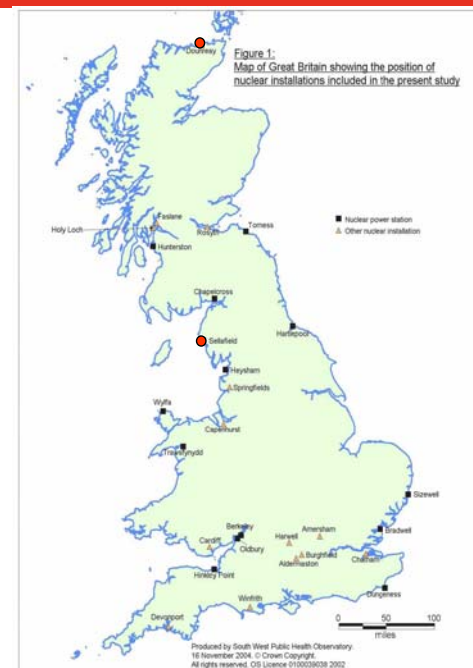 Dounreay
Figure 1:
Map of Great Britain showing the position of
nuclear installations included in the present study
Faslane
Holy Loch
Rosyth
Torness
Hunterston
Nuclear power station
Other nuclear installation
Chapelcross
Hartlepool
Sellafield
Heysham
Springfields
Wylfa
Capenhurst
Trawsfynydd
Sizewell
Berkeley
Oldbury
Bradwell
Cardiff
Harwell
Amersham
Burghfield
Chatham
Aldermaston
Hinkley Point
Dungeness
Winfrith
Devonport
0 50 100
miles
Produced by South West Public Health Observatory.
16 November 2004. © Crown Copyright.
All rights reserved. OS Licence 0100039038 2002.